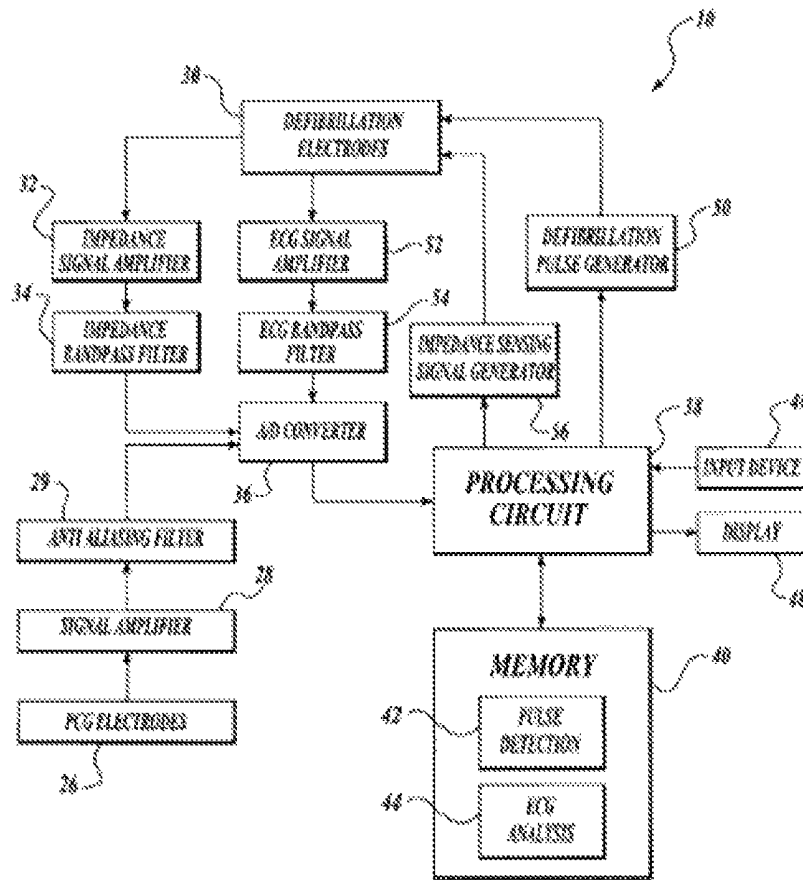 10
30
DEFIBRILLATION
ELECTRODES
32
IMPEDANCE
SIGNAL AMPLIFIER
ECG SIGNAL
AMPLIFIER
52
DEFIBRILLATION
PULSE GENERATOR
50
34
IMPEDANCE
BANDPASS FILTER
ECG BANDPASS
FILTER
54
IMPEDANCE SENSING
SIGNAL GENERATOR
56
A/D CONVERTER
36
38
PROCESSING
CIRCUIT
INPUT DEVICE
DISPLAY
29
ANTI ALIASING FILTER
28
SIGNAL AMPLIFIER
PCG ELECTRODES
26
MEMORY
40
42
PULSE
DETECTION
44
ECG
ANALYSIS